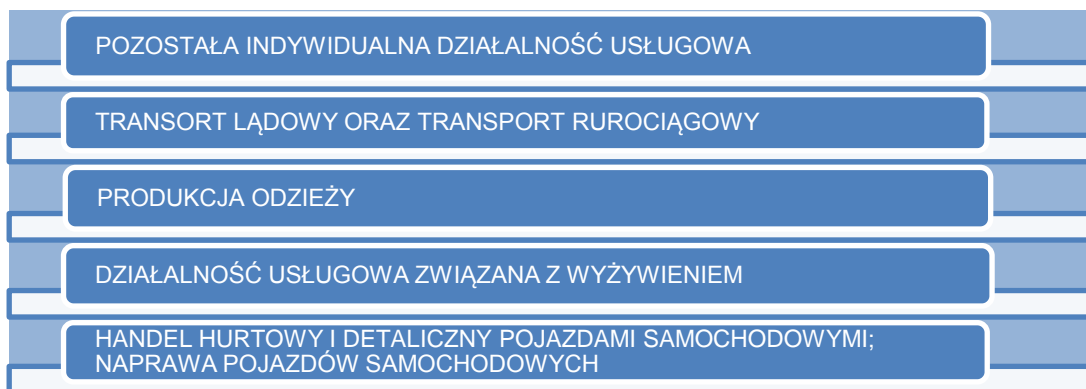 POZOSTAŁA INDYWIDUALNA DZIAŁALNOŚĆ USŁUGOWA
TRANSORT LĄDOWY ORAZ TRANSPORT RUROCIĄGOWY
PRODUKCJA ODZIEŻY
DZIAŁALNOŚĆ USŁUGOWA ZWIĄZANA Z WYŻYWIENIEM
HANDEL HURTOWY I DETALICZNY POJAZDAMI SAMOCHODOWYMI;
NAPRAWA POJAZDÓW SAMOCHODOWYCH